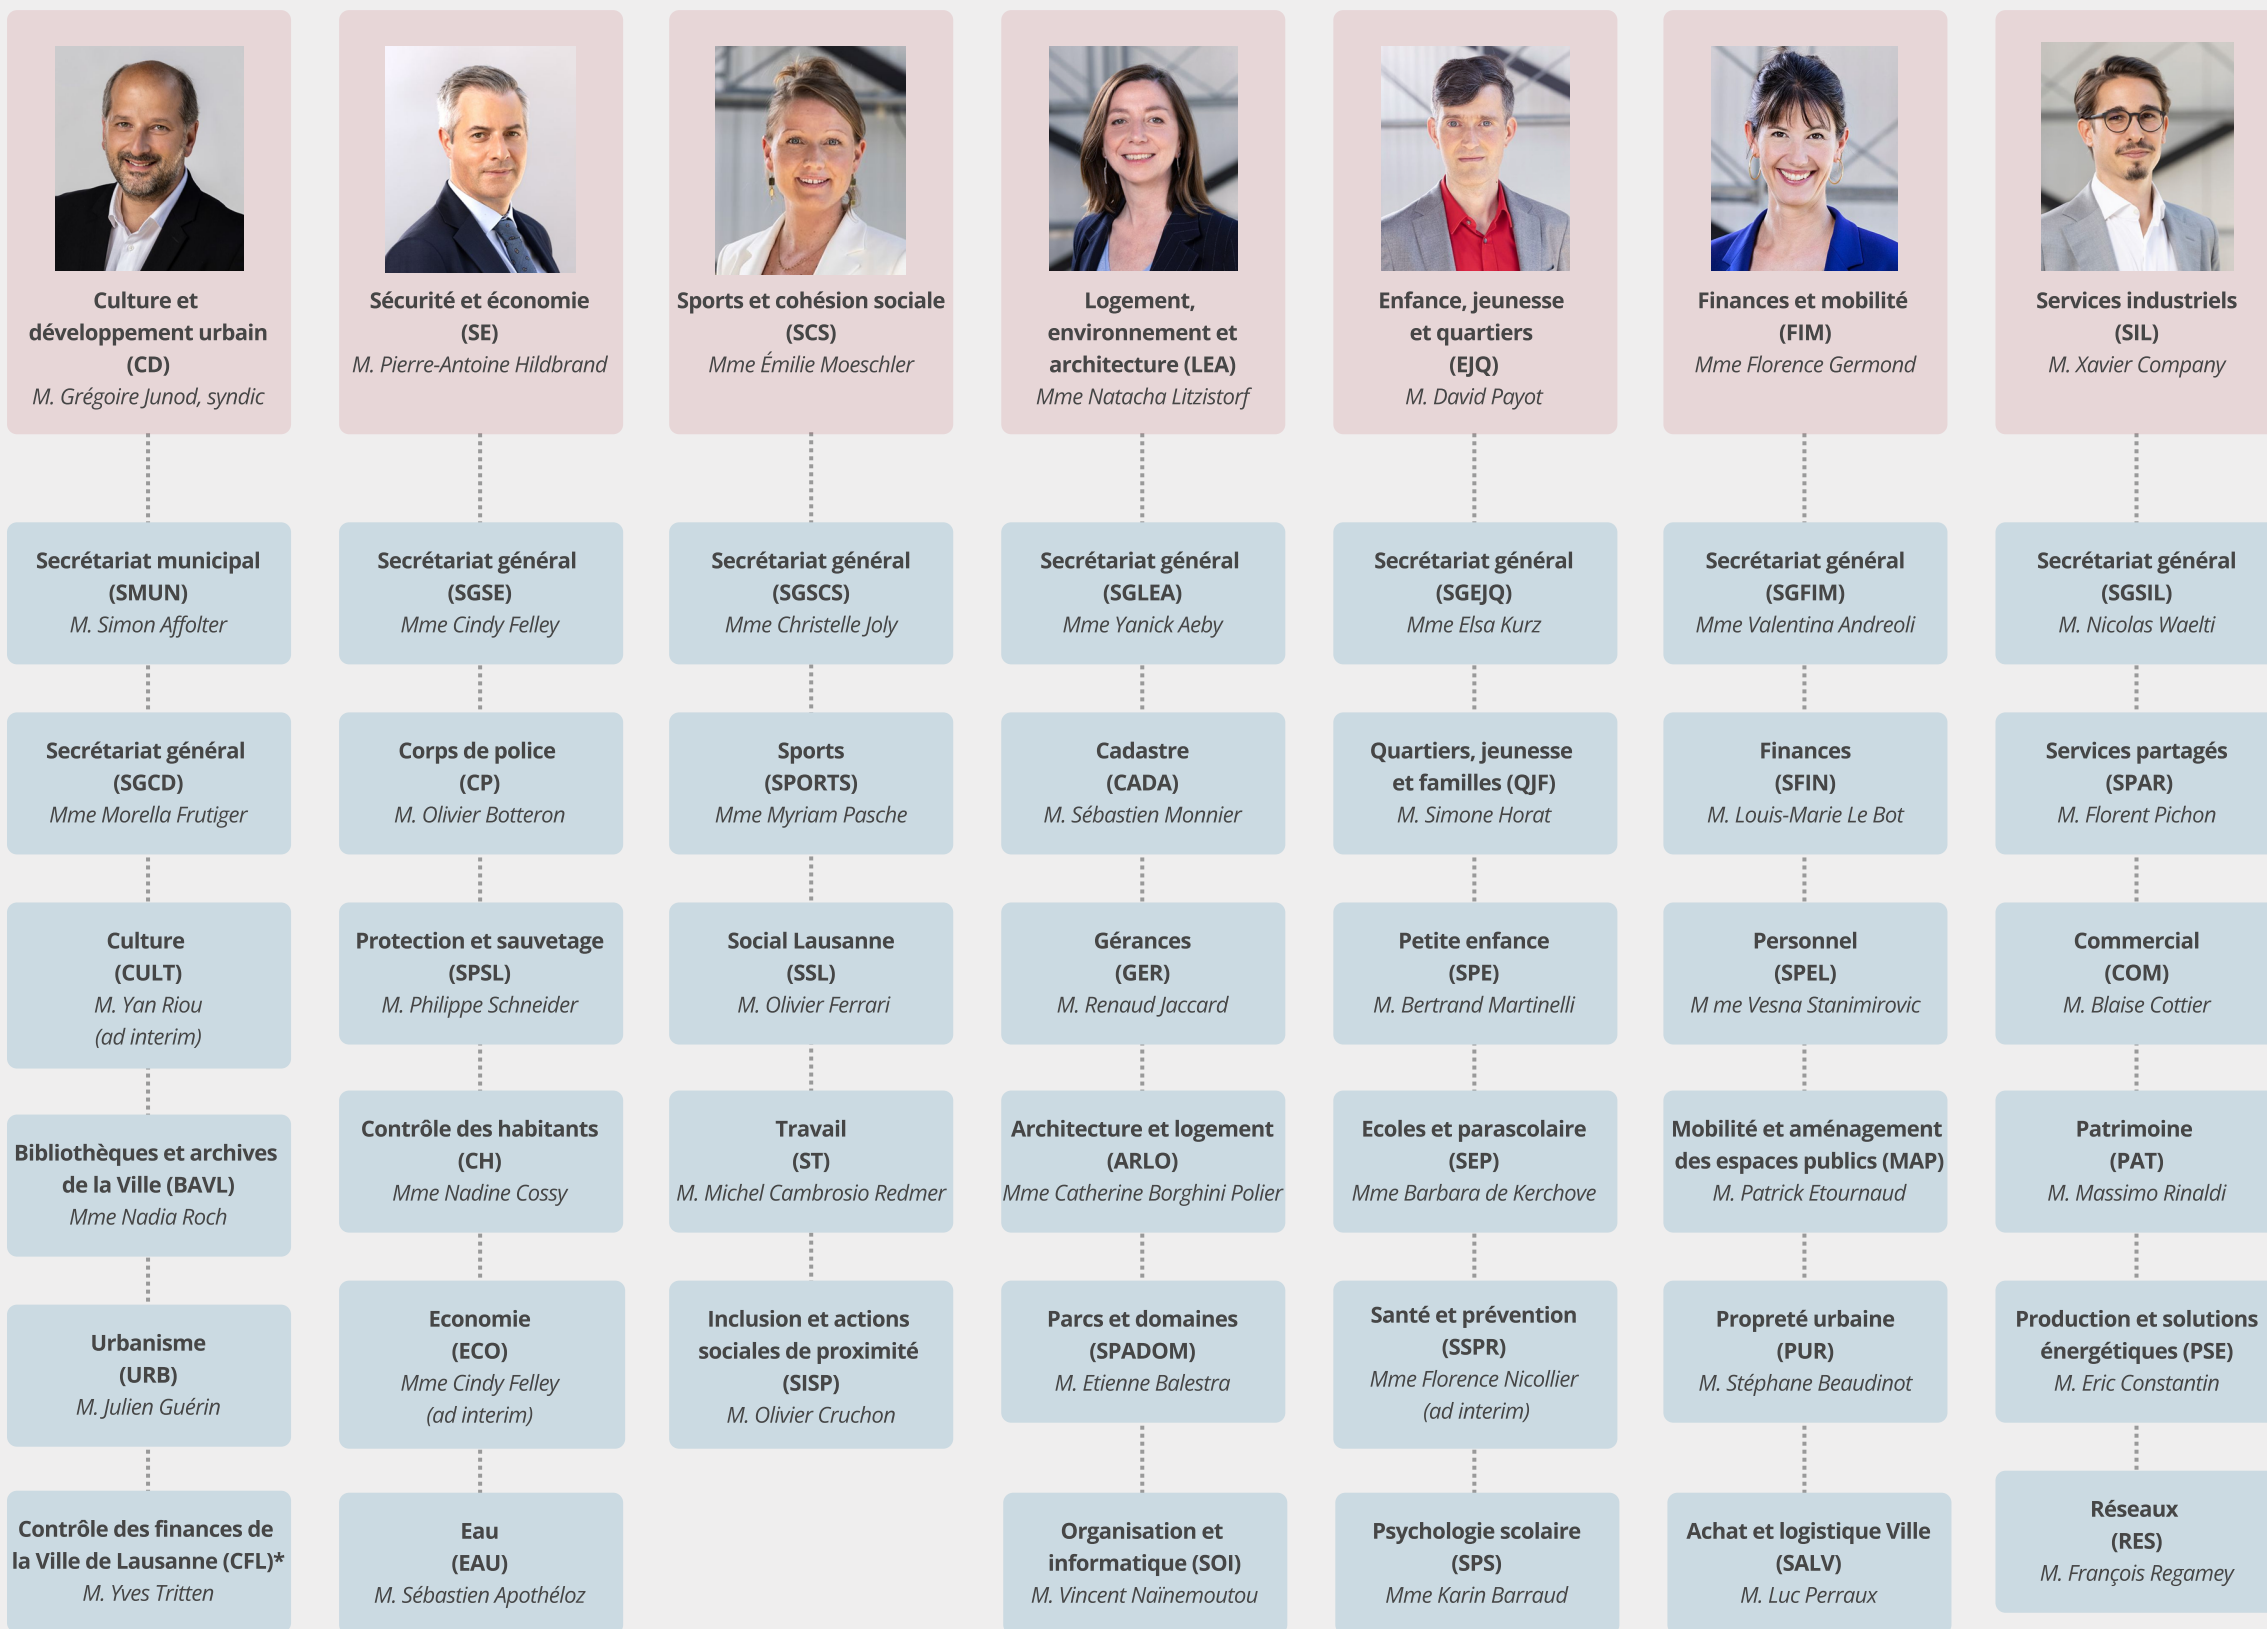 Culture et
développement urbain
(CD)
M. Grégoire Junod, syndic
Secrétariat municipal
(SMUN)
M. Simon Affolter
Secrétariat général
(SGCD)
Mme Morella Frutiger
Culture
(CULT)
M. Yan Riou
(ad interim)
Bibliothèques et archives
de la Ville (BAVL)
Mme Nadia Roch
Urbanisme
(URB)
M. Julien Guérin
Contrôle des finances de
la Ville de Lausanne (CFL)*
M. Yves Tritten
Sécurité et économie
(SE)
M. Pierre-Antoine Hildbrand
Secrétariat général
(SGSE)
Mme Cindy Felley
Corps de police
(CP)
M. Olivier Botteron
Protection et sauvetage
(SPSL)
M. Philippe Schneider
Contrôle des habitants
(CH)
Mme Nadine Cossy
Economie
(ECO)
Mme Cindy Felley
(ad interim)
Eau
(EAU)
M. Sébastien Apothéloz
Sports et cohésion sociale
(SCS)
Mme Émilie Moeschler
Secrétariat général
(SGSCS)
Mme Christelle Joly
Sports
(SPORTS)
Mme Myriam Pasche
Social Lausanne
(SSL)
M. Olivier Ferrari
Travail
(ST)
M. Michel Cambrosio Redmer
Inclusion et actions
sociales de proximité
(SISP)
M. Olivier Cruchon
Logement,
environnement et
architecture (LEA)
Mme Natacha Litzistorf
Secrétariat général
(SGLEA)
Mme Yanick Aeby
Cadastre
(CADA)
M. Sébastien Monnier
Gérances
(GER)
M. Renaud Jaccard
Architecture et logement
(ARLO)
Mme Catherine Borghini Polier
Parcs et domaines
(SPADOM)
M. Etienne Balestra
Organisation et
informatique (SOI)
M. Vincent Naïnemoutou
Enfance, jeunesse
et quartiers
(EJQ)
M. David Payot
Secrétariat général
(SGEJQ)
Mme Elsa Kurz
Quartiers, jeunesse
et familles (QJF)
M. Simone Horat
Petite enfance
(SPE)
M. Bertrand Martinelli
Ecoles et parascolaire
(SEP)
Mme Barbara de Kerchove
Santé et prévention
(SSPR)
Mme Florence Nicollier
(ad interim)
Psychologie scolaire
(SPS)
Mme Karin Barraud
Finances et mobilité
(FIM)
Mme Florence Germond
Secrétariat général
(SGFIM)
Mme Valentina Andreoli
Finances
(SFIN)
M. Louis-Marie Le Bot
Personnel
(SPEL)
M me Vesna Stanimirovic
Mobilité et aménagement
des espaces publics (MAP)
M. Patrick Etournaud
Propreté urbaine
(PUR)
M. Stéphane Beaudinot
Achat et logistique Ville
(SALV)
M. Luc Perraux
Services industriels
(SIL)
M. Xavier Company
Secrétariat général
(SGSIL)
M. Nicolas Waelti
Services partagés
(SPAR)
M. Florent Pichon
Commercial
(COM)
M. Blaise Cottier
Patrimoine
(PAT)
M. Massimo Rinaldi
Production et solutions
énergétiques (PSE)
M. Eric Constantin
Réseaux
(RES)
M. François Regamey